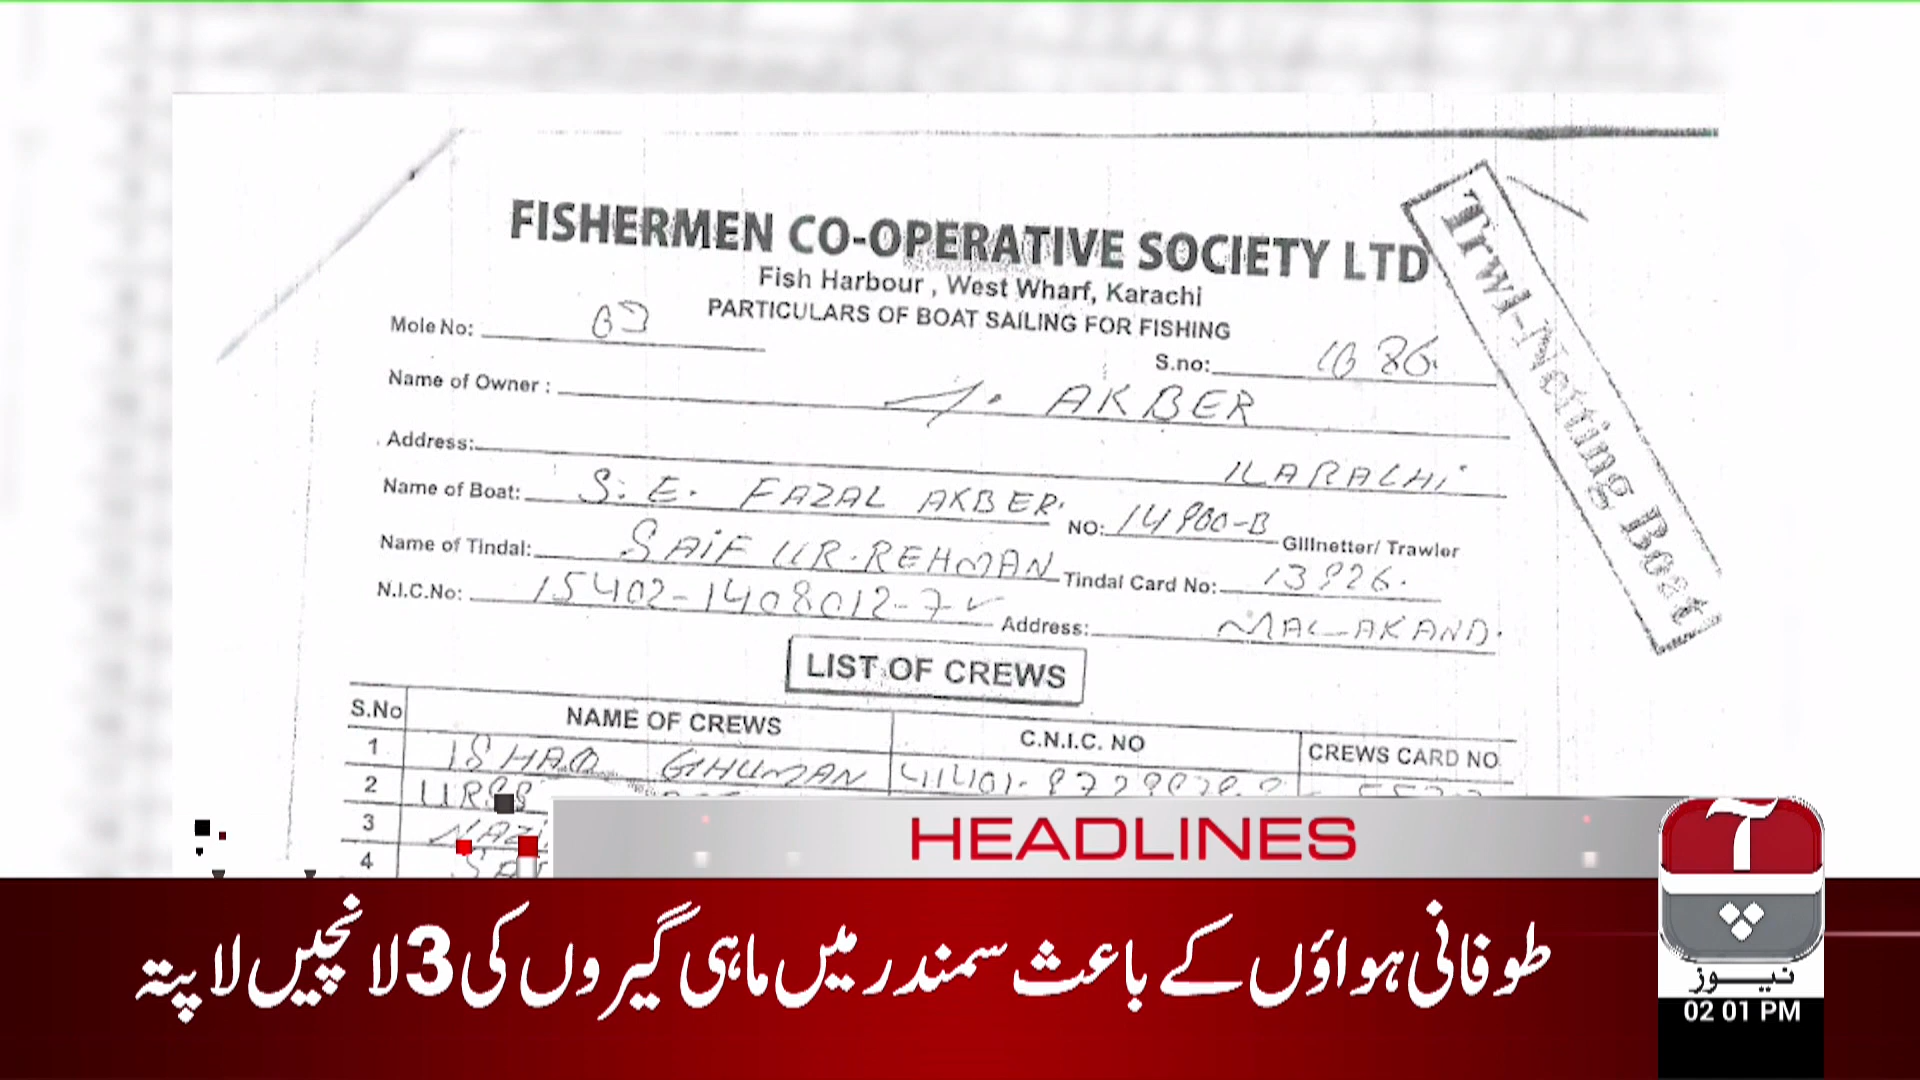 FISHERMEN CO-OPERATIVE SOCIETY LTD
Fish Harbour, West Wharf, Karachi
PARTICULARS OF BOAT SAILING FOR FISHING
Trwl-Netting Boat
Mole No: 03
S.no: 1086
Name of Owner : AKBER
Address: KARACHI
Name of Boat: S. E. FAZAL AKBER. NO: 14900-B Gillnetter/ Trawler
Name of Tindal: SAIF UR. REHMAN Tindal Card No: 13926.
N.I.C.No: 15402-1408012-7 Address: MALAKAND.
LIST OF CREWS
S.No NAME OF CREWS C.N.I.C. NO CREWS CARD NO
1 ISHAQ GHUMAN
2
3
4
HEADLINES
طوفانی ہواؤں کے باعث سمندر میں ماہی گیروں کی 3 لانچیں لاپتہ
آپ
نیوز
02 01 PM